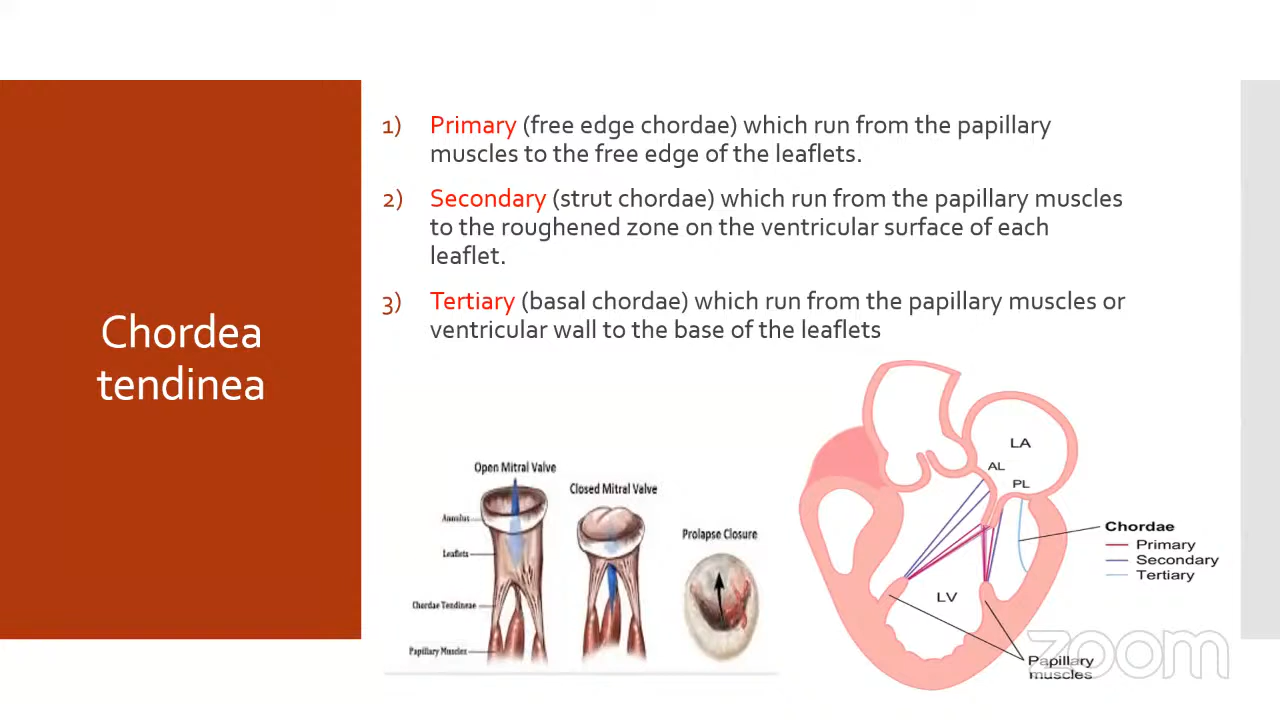 Chordea
tendinea
1) Primary (free edge chordae) which run from the papillary
muscles to the free edge of the leaflets.
2) Secondary (strut chordae) which run from the papillary muscles
to the roughened zone on the ventricular surface of each
leaflet.
3) Tertiary (basal chordae) which run from the papillary muscles or
ventricular wall to the base of the leaflets
Open Mitral Valve
Closed Mitral Valve
Prolapse Closure
Annulus
Leaflets
Chordae Tendineae
Papillary Muscles
LA
AL
PL
Chordae
Primary
Secondary
Tertiary
LV
Papillary
muscles
zoom